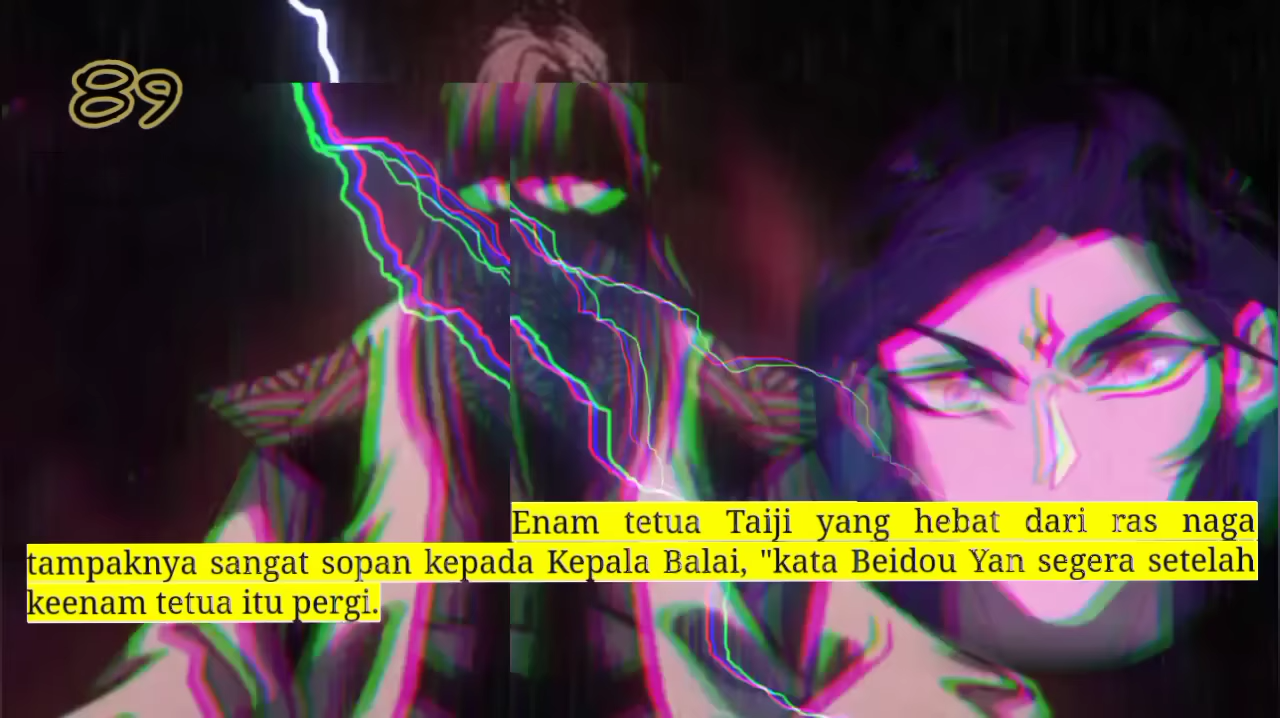 89
Enam tetua Taiji yang hebat dari ras naga
tampaknya sangat sopan kepada Kepala Balai, "kata Beidou Yan segera setelah
keenam tetua itu pergi.